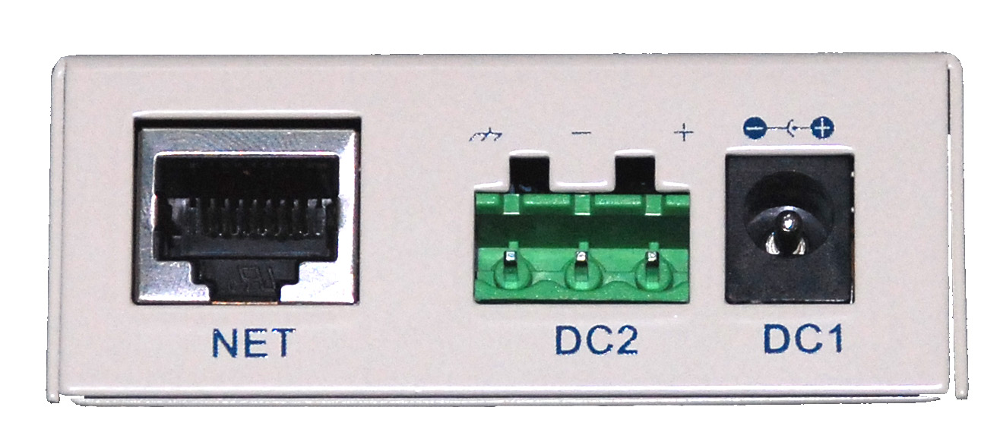 − +
− +
NET
DC2
DC1